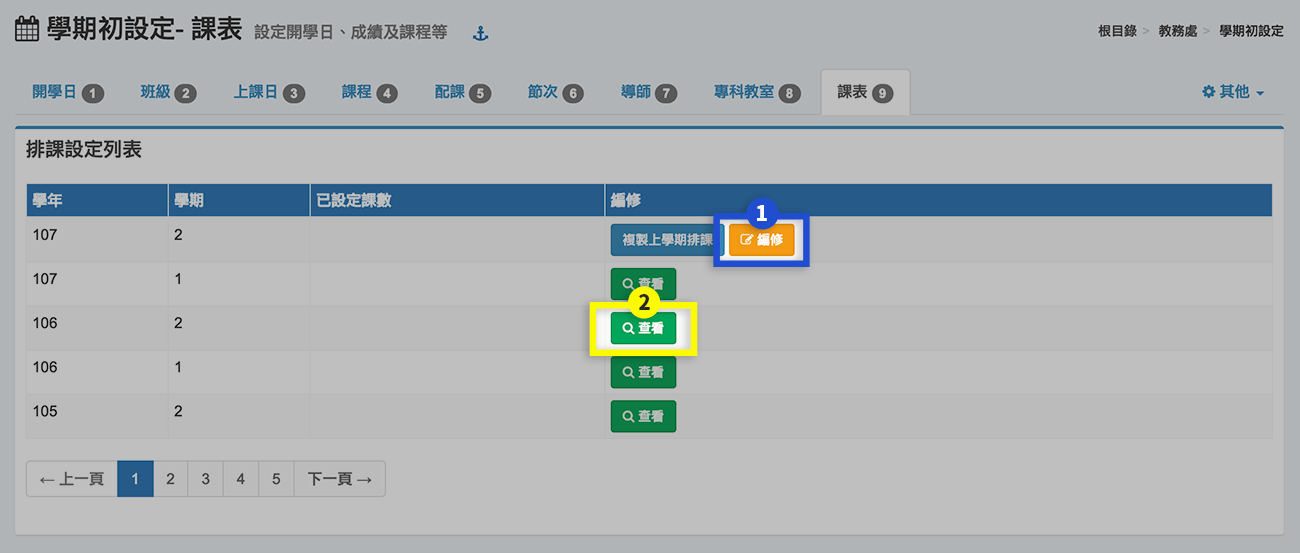 學期初設定- 課表 設定開學日、成績及課程等
根目錄 > 教務處 > 學期初設定
開學日 1 班級 2 上課日 3 課程 4 配課 5 節次 6 導師 7 專科教室 8 課表 9 其他
排課設定列表
學年 學期 已設定課數 編修
1
107 2 複製上學期排課 編修
107 1 查看
2
106 2 查看
106 1 查看
105 2 查看
← 上一頁 1 2 3 4 5 下一頁 →